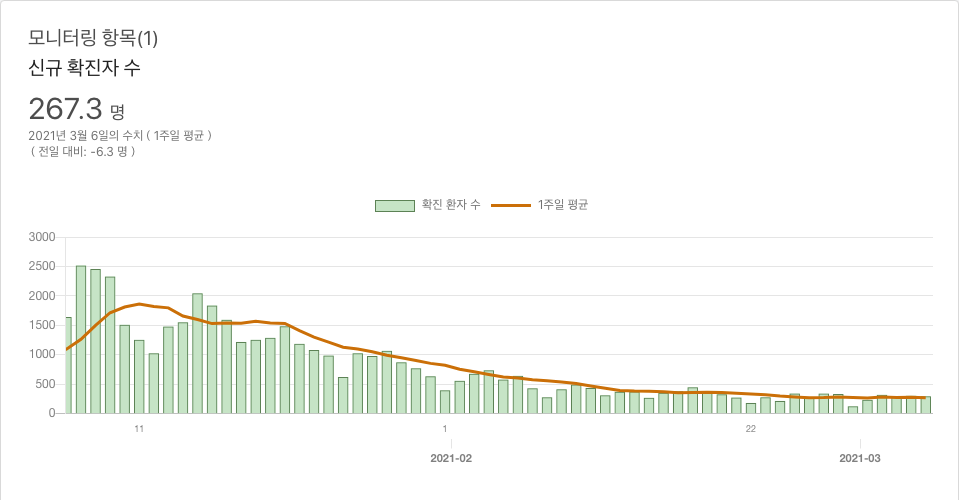 모니터링 항목(1)
신규 확진자 수
267.3 명
2021년 3월 6일의 수치 ( 1주일 평균 )
( 전일 대비: -6.3 명 )
확진 환자 수
1주일 평균
3000
2500
2000
1500
1000
500
0
11
1
22
2021-02
2021-03